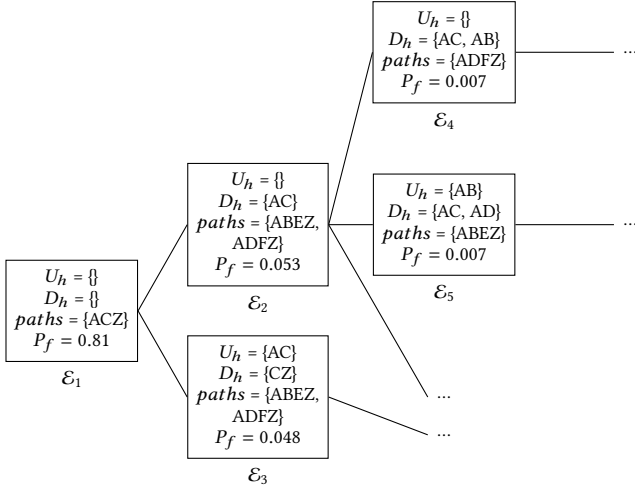 U_h = {}
D_h = {}
paths = {ACZ}
P_f = 0.81
ℰ_1
U_h = {}
D_h = {AC}
paths = {ABEZ,
ADFZ}
P_f = 0.053
ℰ_2
U_h = {AC}
D_h = {CZ}
paths = {ABEZ,
ADFZ}
P_f = 0.048
ℰ_3
U_h = {}
D_h = {AC, AB}
paths = {ADFZ}
P_f = 0.007
ℰ_4
...
U_h = {AB}
D_h = {AC, AD}
paths = {ABEZ}
P_f = 0.007
ℰ_5
...
...
...